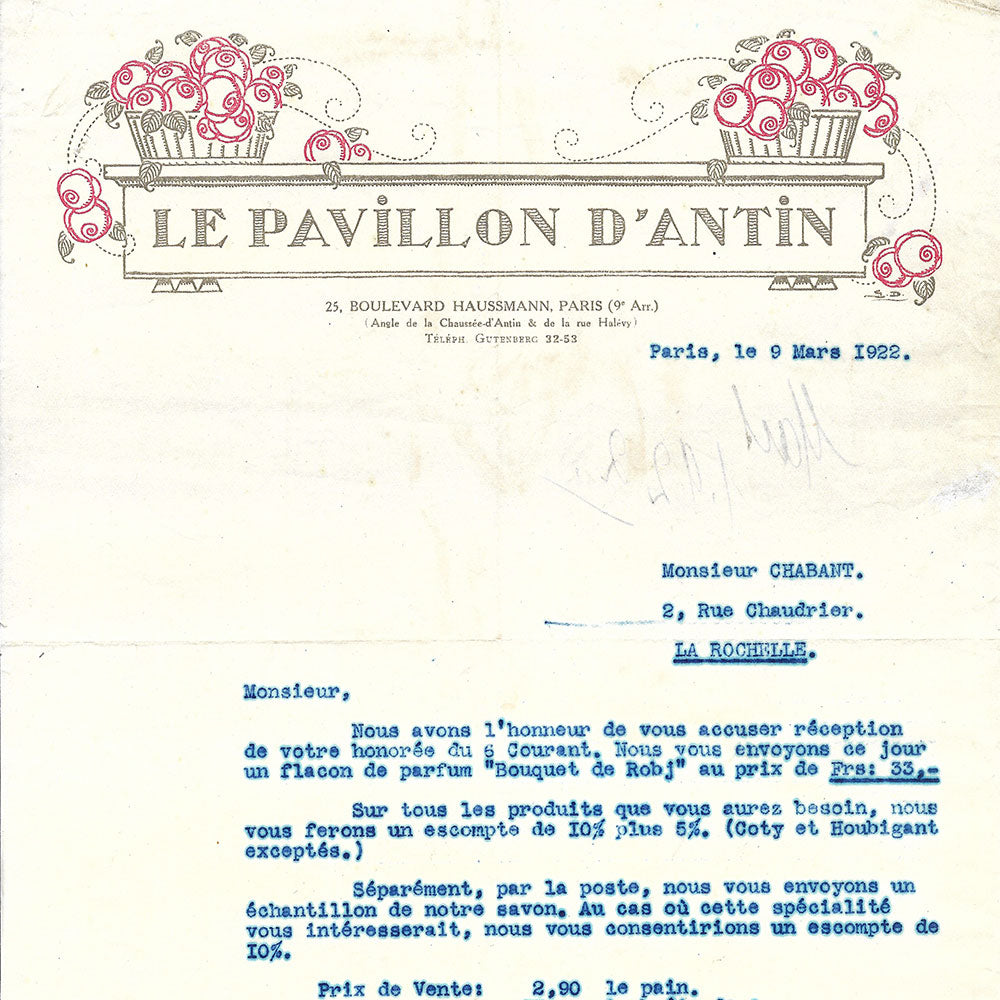 LE PAVILLON D'ANTIN
S.D
25, BOULEVARD HAUSSMANN, PARIS (9e Arr.)
(Angle de la Chaussée-d'Antin & de la rue Halévy)
TÉLÉPH. GUTENBERG 32-53
Paris, le 9 Mars I922.
Monsieur CHABANT.
2, Rue Chaudrier.
LA ROCHELLE.
Monsieur,
Nous avons l'honneur de vous accuser réception
de votre honorée du 6 Courant. Nous vous envoyons ce jour
un flacon de parfum "Bouquet de Robj" au prix de Frs: 33,-
Sur tous les produits que vous aurez besoin, nous
vous ferons un escompte de I0% plus 5%. (Coty et Houbigant
exceptés.)
Séparément, par la poste, nous vous envoyons un
échantillon de notre savon. Au cas où cette spécialité
vous intéresserait, nous vous consentirions un escompte de
I0%.
Prix de Vente: 2,90 le pain.